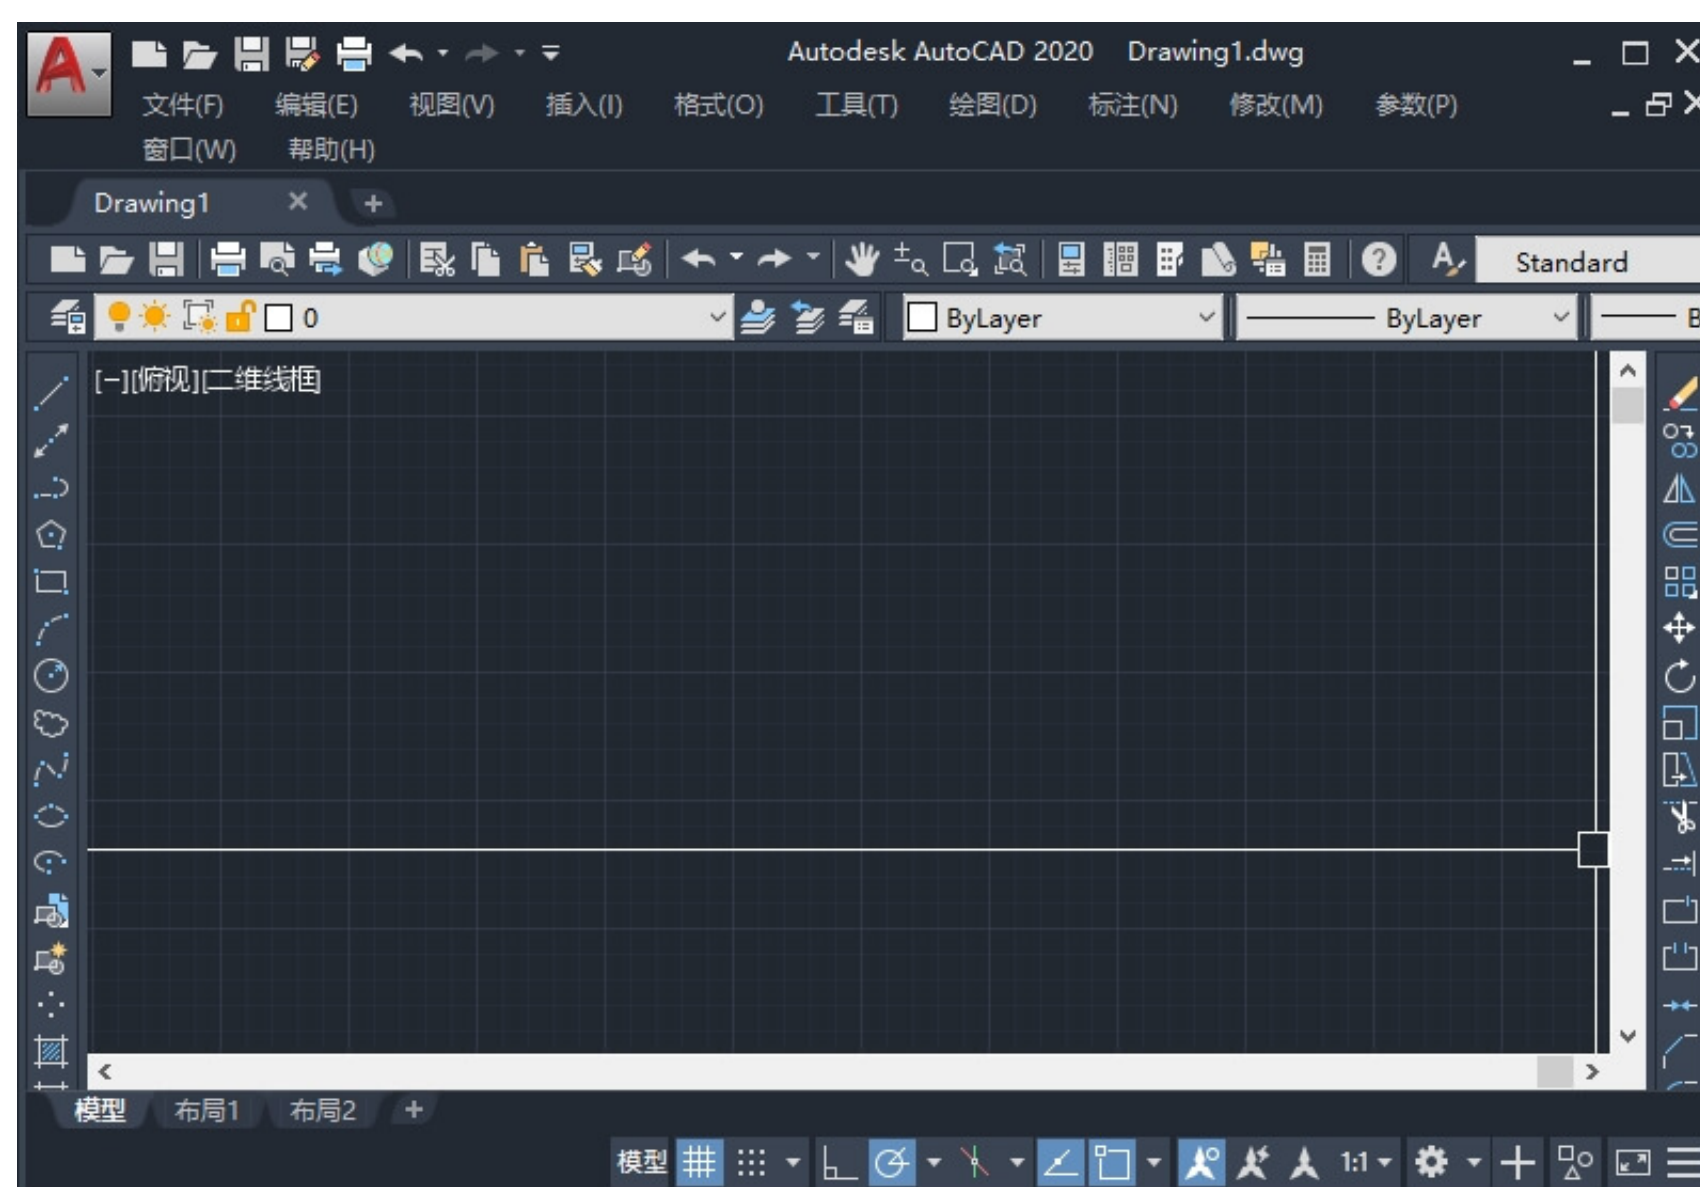 Autodesk AutoCAD 2020 Drawing1.dwg
文件(F) 编辑(E) 视图(V) 插入(I) 格式(O) 工具(T) 绘图(D) 标注(N) 修改(M) 参数(P)
窗口(W) 帮助(H)
Drawing1
Standard
0 ByLayer ByLayer
[−][俯视][二维线框]
模型 布局1 布局2
模型 1:1